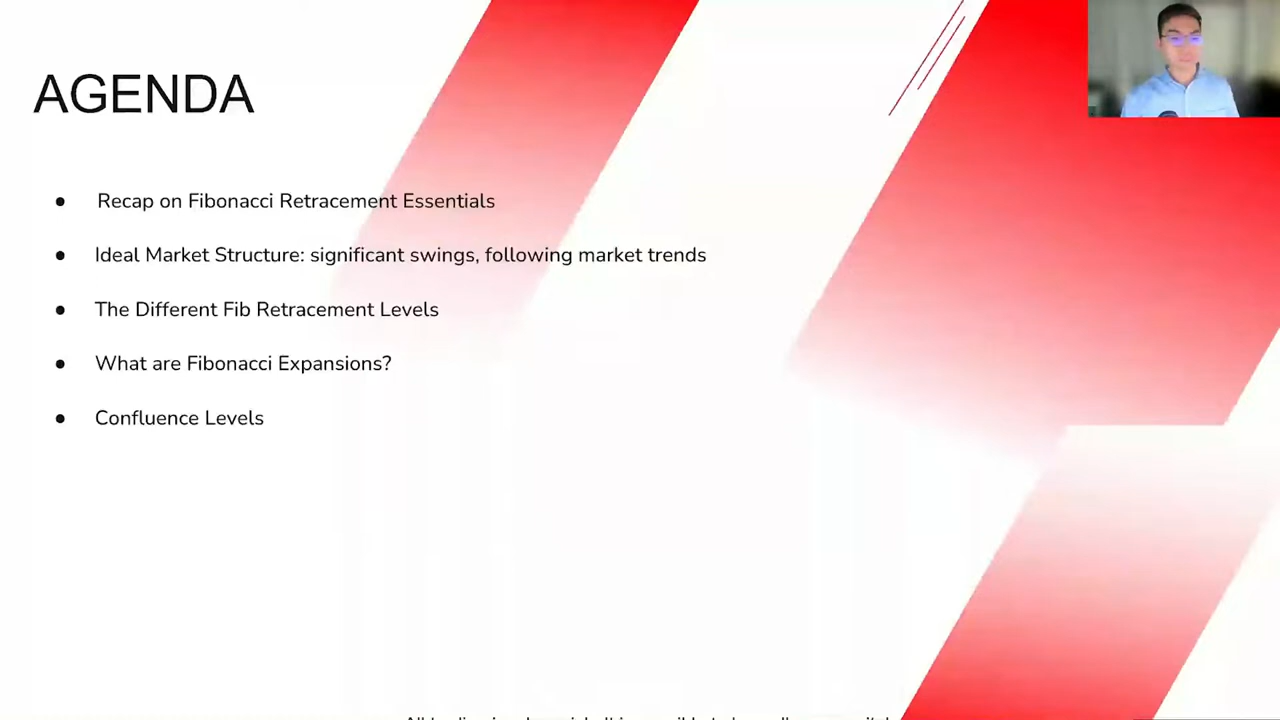 AGENDA
● Recap on Fibonacci Retracement Essentials
● Ideal Market Structure: significant swings, following market trends
● The Different Fib Retracement Levels
● What are Fibonacci Expansions?
● Confluence Levels